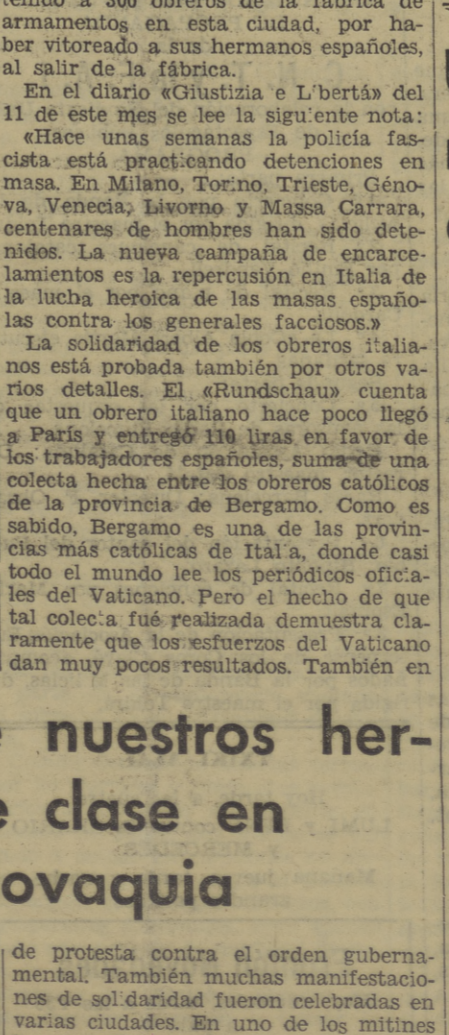 tenido a 300 obreros de la fábrica de
armamentos en esta ciudad, por ha-
ber vitoreado a sus hermanos españoles,
al salir de la fábrica.
En el diario «Giustizia e L'bertá» del
11 de este mes se lee la siguiente nota:
«Hace unas semanas la policía fas-
cista está practicando detenciones en
masa. En Milano, Torino, Trieste, Géno-
va, Venecia, Livorno y Massa Carrara,
centenares de hombres han sido dete-
nidos. La nueva campaña de encarce-
lamientos es la repercusión en Italia de
la lucha heroica de las masas españo-
las contra los generales facciosos.»
La solidaridad de los obreros italia-
nos está probada también por otros va-
rios detalles. El «Rundschau» cuenta
que un obrero italiano hace poco llegó
a París y entregó 110 liras en favor de
los trabajadores españoles, suma de una
colecta hecha entre los obreros católicos
de la provincia de Bergamo. Como es
sabido, Bergamo es una de las provin-
cias más católicas de Italia, donde casi
todo el mundo lee los periódicos oficia-
les del Vaticano. Pero el hecho de que
tal colecta fué realizada demuestra cla-
ramente que los esfuerzos del Vaticano
dan muy pocos resultados. También en
nuestros her-
clase en
ovaquia
de protesta contra el orden guberna-
mental. También muchas manifestacio-
nes de solidaridad fueron celebradas en
varias ciudades. En uno de los mitines